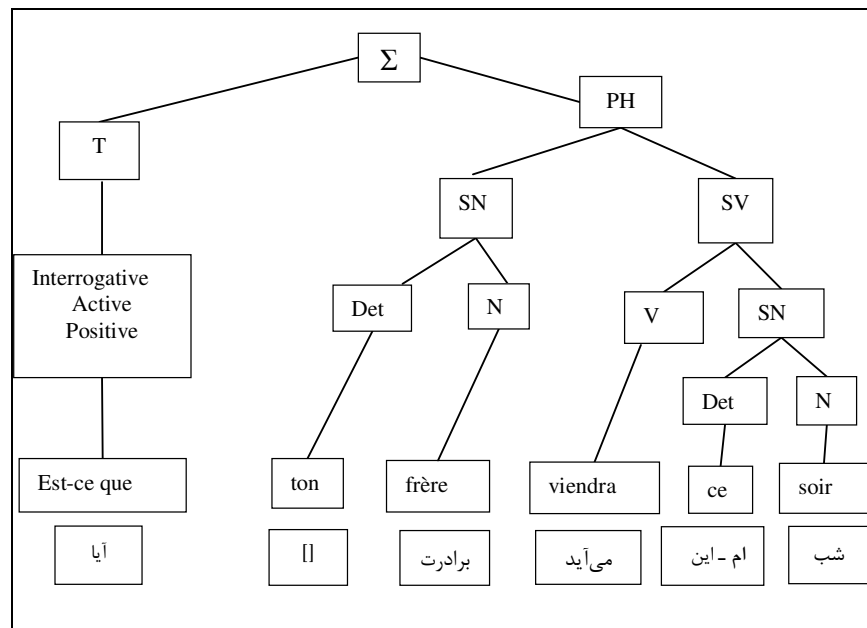 Σ
PH
T
SN
SV
Interrogative
Active
Positive
Det
N
V
SN
Det
N
Est-ce que
ton
frère
viendra
ce
soir
آیا
[]
برادرت
می‌آید
ام - این
شب